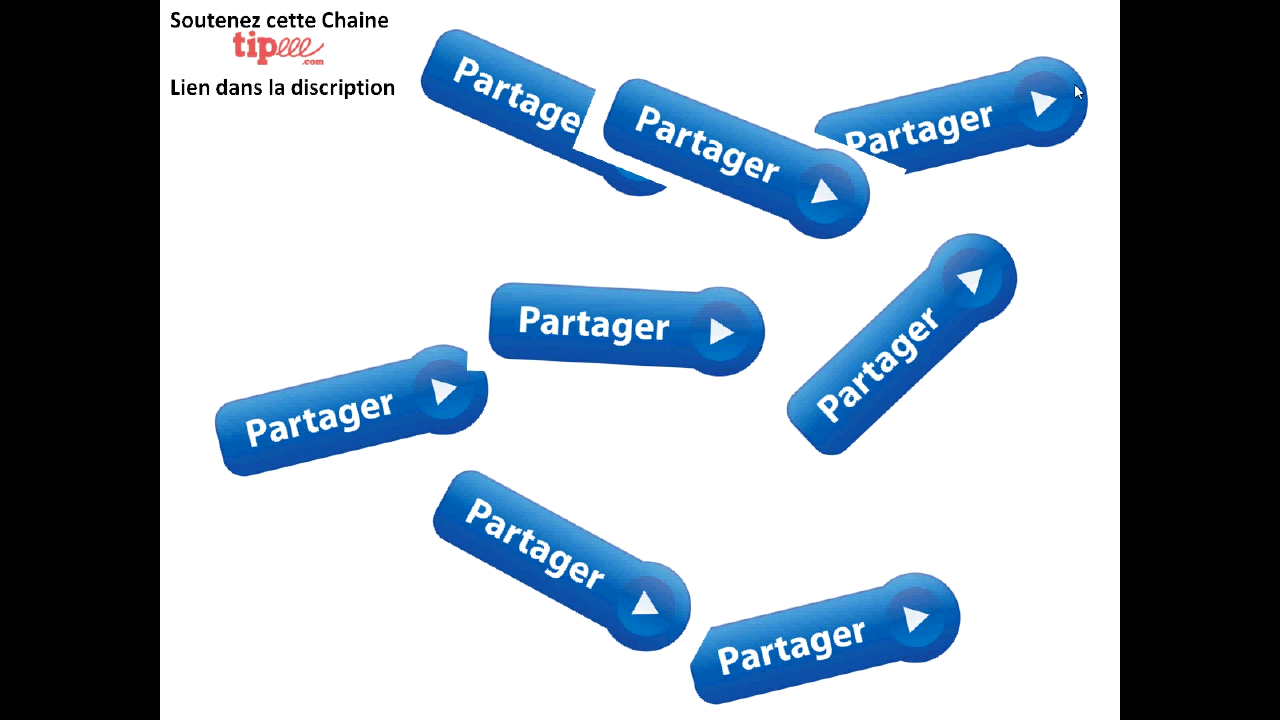 Soutenez cette Chaine
tipeee
.com
Lien dans la discription
Partage
Partager
Partager
Partager
Partager
Partager
Partager
Partager